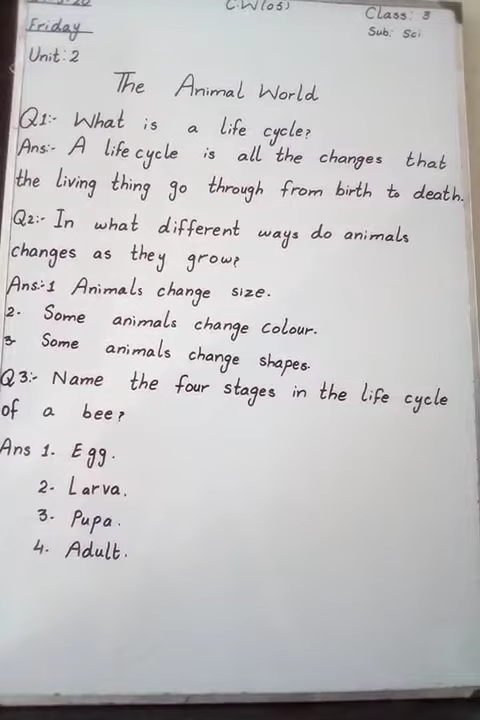 C.W(05)
Class: 3
Friday
Sub: Sci
Unit: 2
The Animal World
Q1:- What is a life cycle?
Ans:- A life cycle is all the changes that
the living thing go through from birth to death.
Q2:- In what different ways do animals
changes as they grow?
Ans:-1 Animals change size.
2. Some animals change colour.
3- Some animals change shapes.
Q3:- Name the four stages in the life cycle
of a bee?
Ans 1. Egg.
2- Larva.
3. Pupa.
4. Adult.